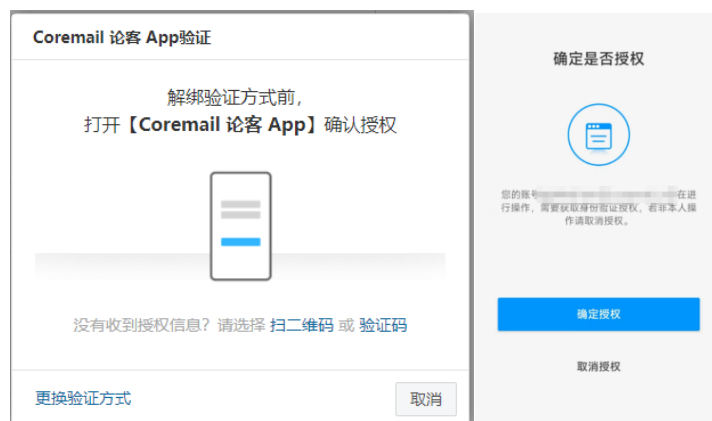 Coremail 论客 App验证
解绑验证方式前，
打开【Coremail 论客 App】确认授权
没有收到授权信息？请选择 扫二维码 或 验证码
更换验证方式
取消
确定是否授权
您的账号
在进
行操作，需要获取身份验证授权，若非本人操
作请取消授权。
确定授权
取消授权